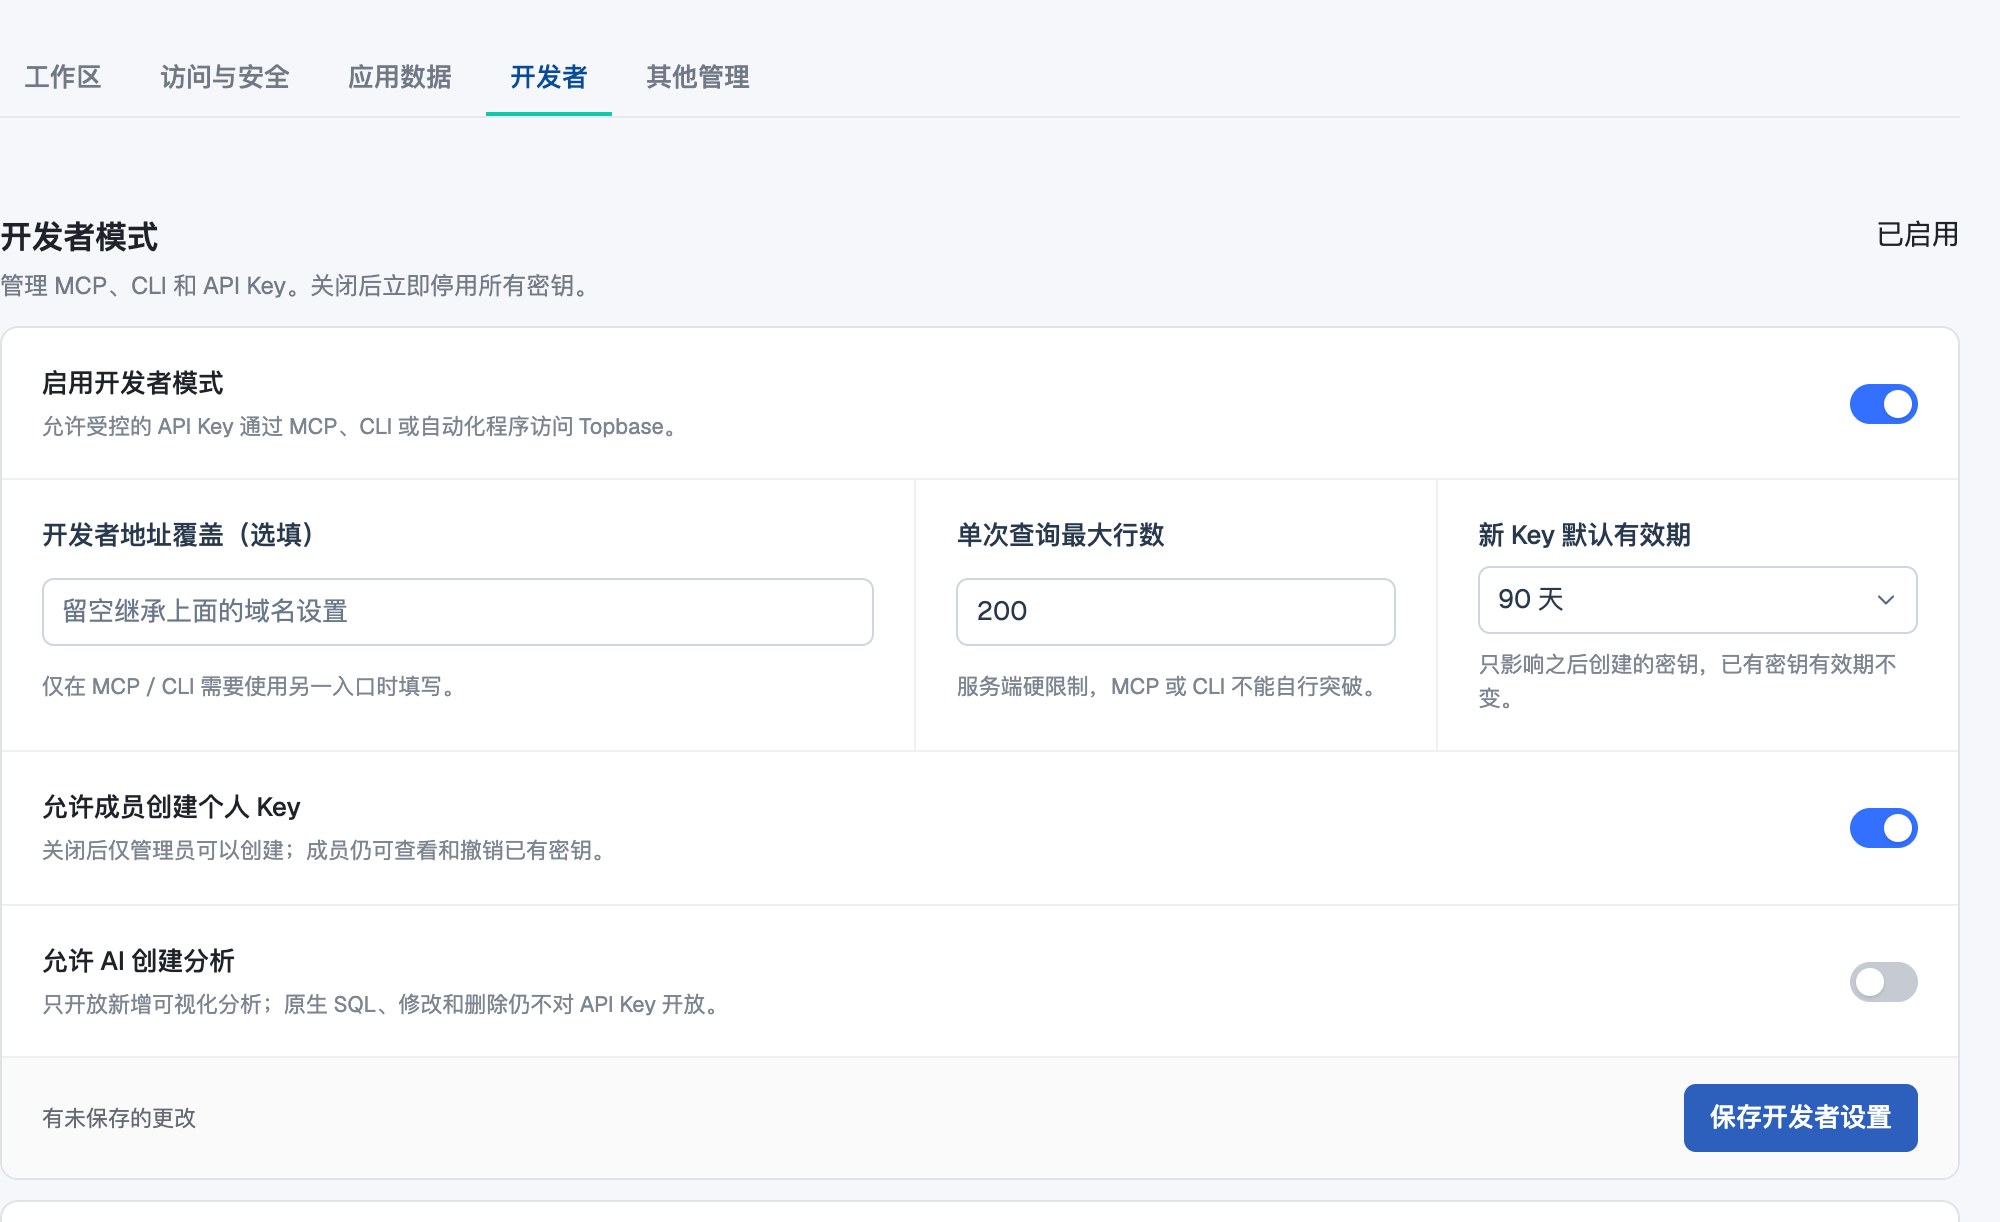 工作区 访问与安全 应用数据 开发者 其他管理
开发者模式
已启用
管理 MCP、CLI 和 API Key。关闭后立即停用所有密钥。
启用开发者模式
允许受控的 API Key 通过 MCP、CLI 或自动化程序访问 Topbase。
开发者地址覆盖（选填）
留空继承上面的域名设置
仅在 MCP / CLI 需要使用另一入口时填写。
单次查询最大行数
200
服务端硬限制，MCP 或 CLI 不能自行突破。
新 Key 默认有效期
90 天
只影响之后创建的密钥，已有密钥有效期不
变。
允许成员创建个人 Key
关闭后仅管理员可以创建；成员仍可查看和撤销已有密钥。
允许 AI 创建分析
只开放新增可视化分析；原生 SQL、修改和删除仍不对 API Key 开放。
有未保存的更改
保存开发者设置